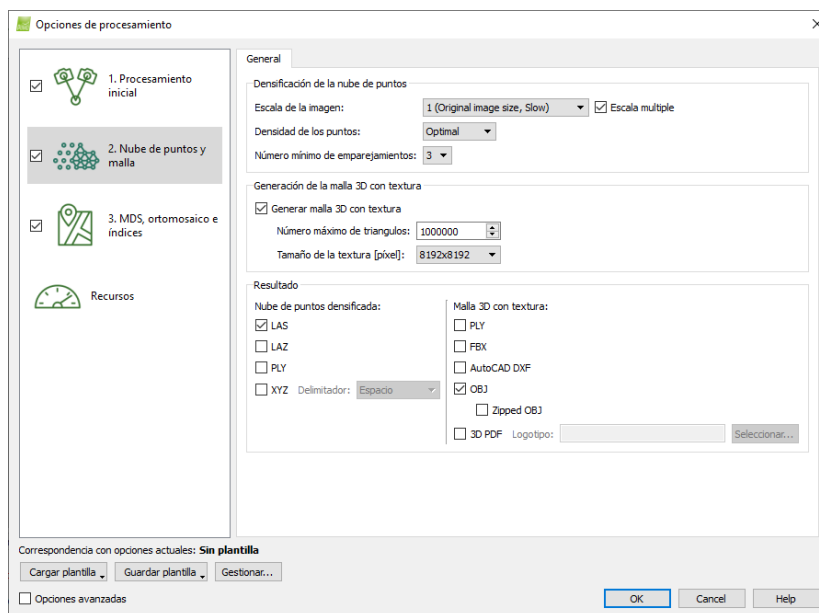 Opciones de procesamiento
1. Procesamiento
inicial
2. Nube de puntos y
malla
3. MDS, ortomosaico e
índices
Recursos
General
Densificación de la nube de puntos
Escala de la imagen: 1 (Original image size, Slow) Escala multiple
Densidad de los puntos: Optimal
Número mínimo de emparejamientos: 3
Generación de la malla 3D con textura
Generar malla 3D con textura
Número máximo de triangulos: 1000000
Tamaño de la textura [píxel]: 8192x8192
Resultado
Nube de puntos densificada:
LAS
LAZ
PLY
XYZ Delimitador: Espacio
Malla 3D con textura:
PLY
FBX
AutoCAD DXF
OBJ
Zipped OBJ
3D PDF Logotipo: Seleccionar...
Correspondencia con opciones actuales: Sin plantilla
Cargar plantilla Guardar plantilla Gestionar...
Opciones avanzadas
OK Cancel Help